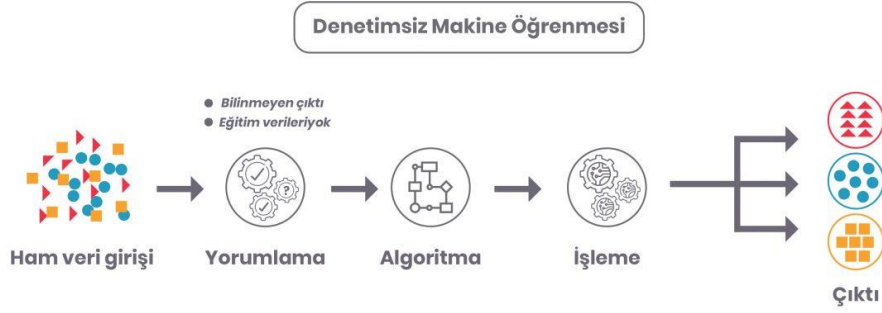 Denetimsiz Makine Öğrenmesi
● Bilinmeyen çıktı
● Eğitim verileriyok
?
Ham veri girişi
Yorumlama
Algoritma
İşleme
Çıktı